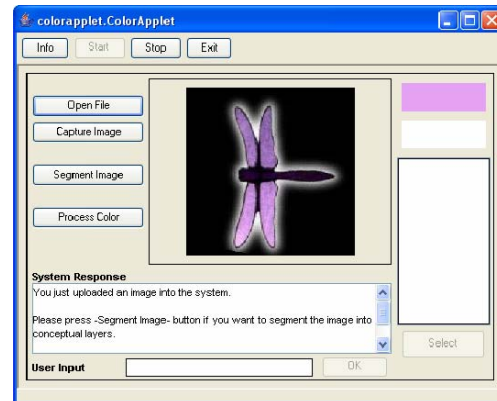 colorapplet.ColorApplet
Info Start Stop Exit
Open File
Capture Image
Segment Image
Process Color
System Response
You just uploaded an image into the system.
Please press -Segment Image- button if you want to segment the image into
conceptual layers.
Select
User Input OK